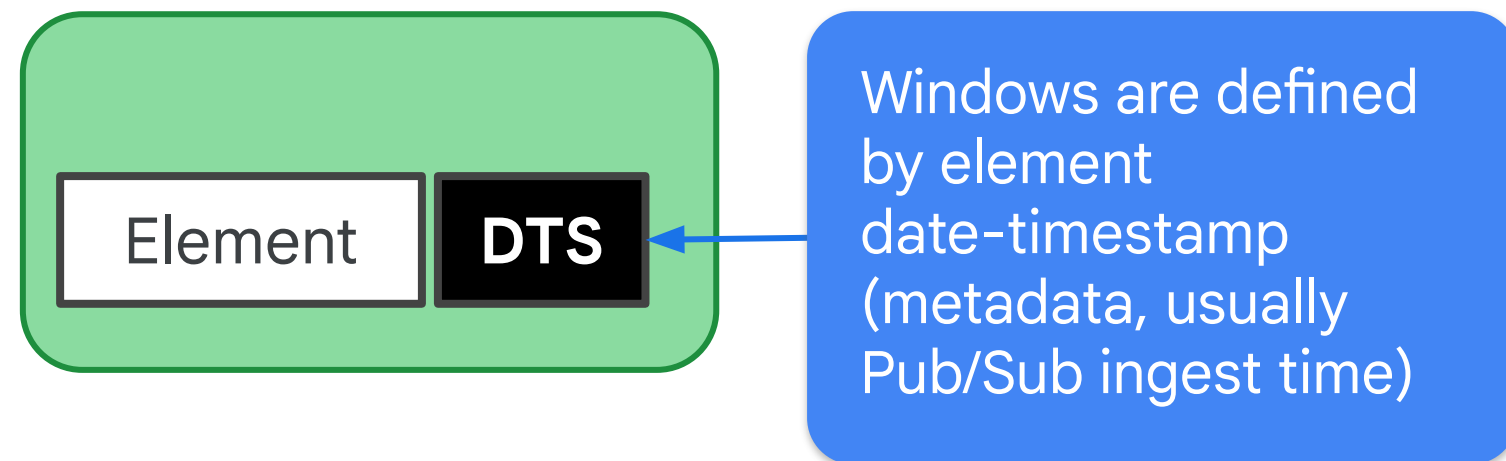 Element
DTS
Windows are defined
by element
date-timestamp
(metadata, usually
Pub/Sub ingest time)